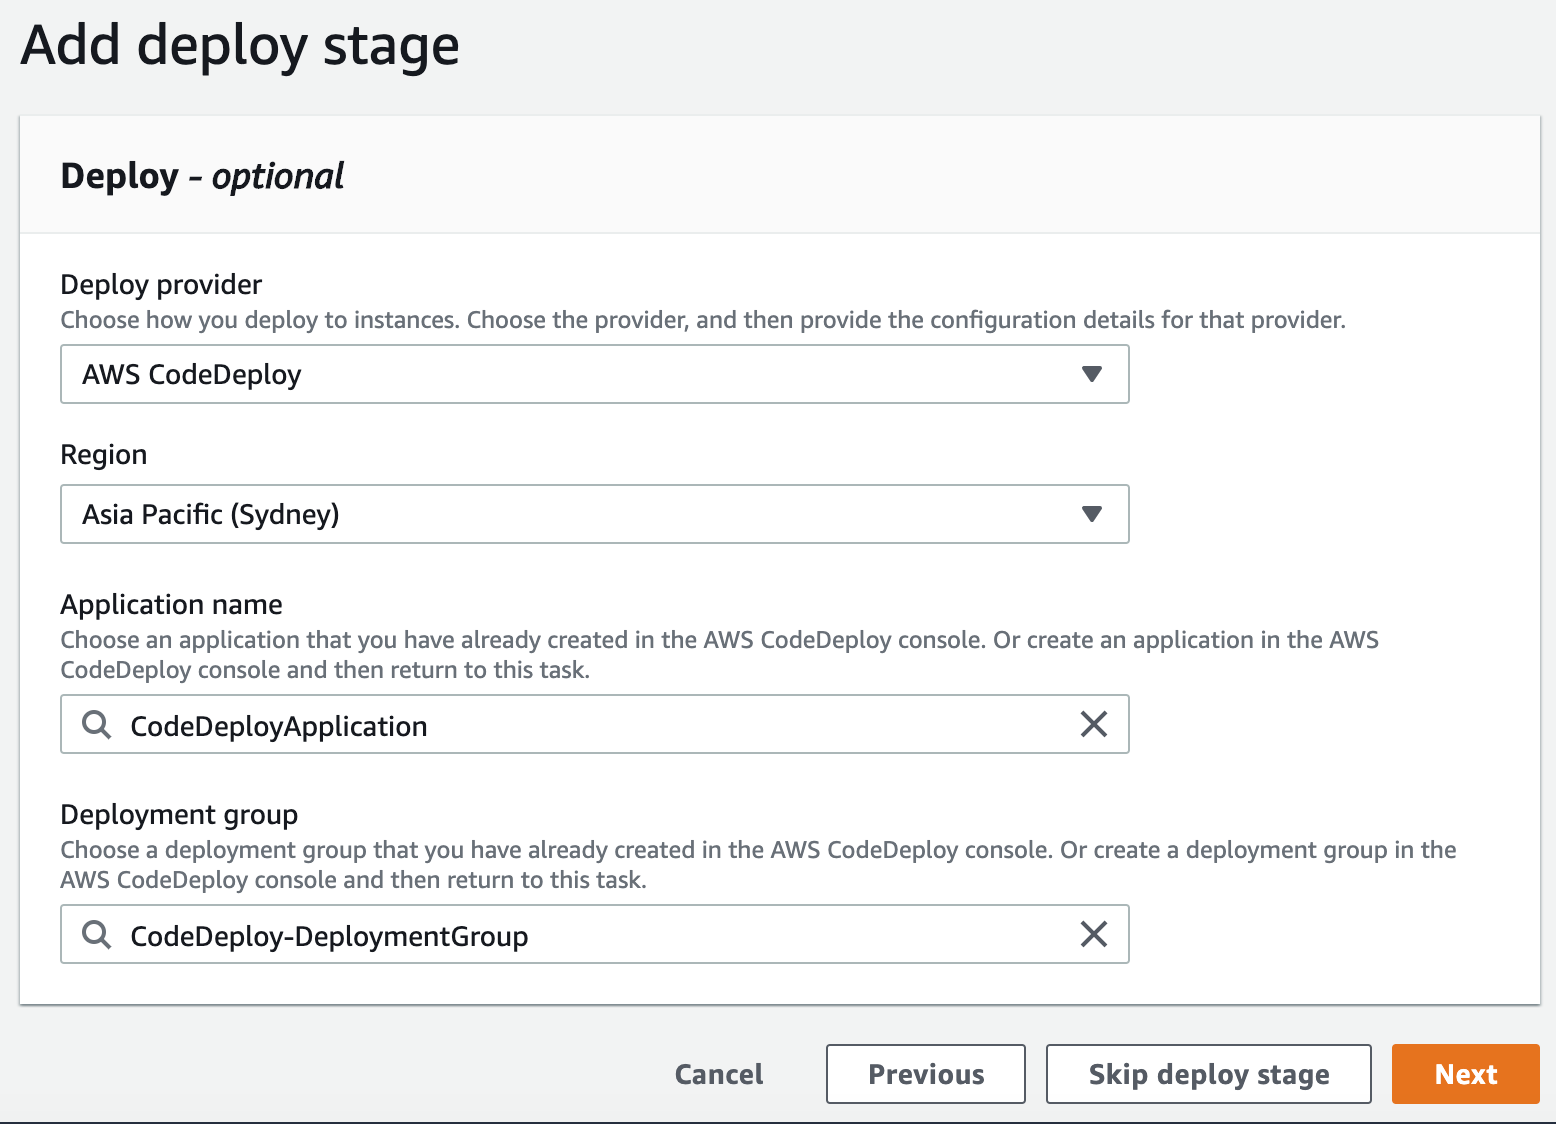 Add deploy stage
Deploy - optional
Deploy provider
Choose how you deploy to instances. Choose the provider, and then provide the configuration details for that provider.
AWS CodeDeploy
Region
Asia Pacific (Sydney)
Application name
Choose an application that you have already created in the AWS CodeDeploy console. Or create an application in the AWS
CodeDeploy console and then return to this task.
CodeDeployApplication
Deployment group
Choose a deployment group that you have already created in the AWS CodeDeploy console. Or create a deployment group in the
AWS CodeDeploy console and then return to this task.
CodeDeploy-DeploymentGroup
Cancel Previous Skip deploy stage Next